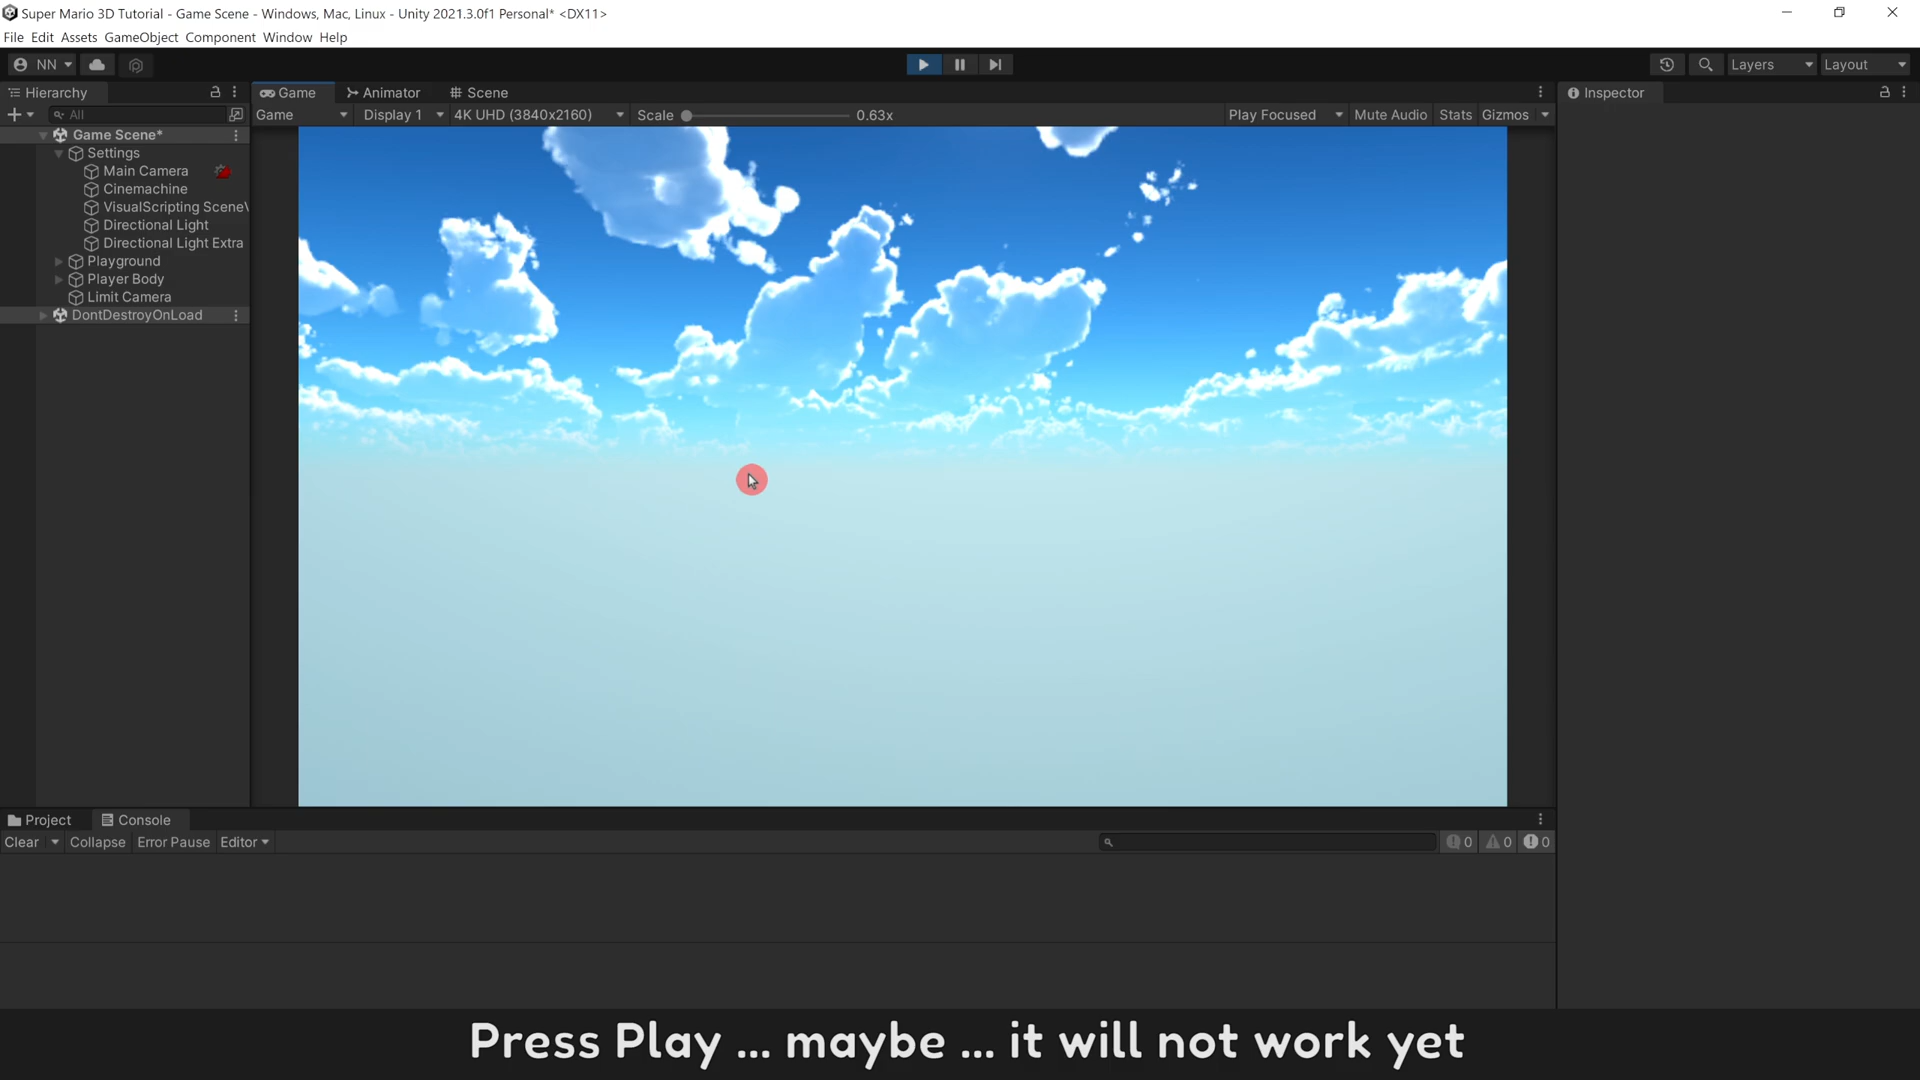 Super Mario 3D Tutorial - Game Scene - Windows, Mac, Linux - Unity 2021.3.0f1 Personal* <DX11>
File Edit Assets GameObject Component Window Help
NN Layers Layout
Hierarchy Game Animator Scene Inspector
All Game Display 1 4K UHD (3840x2160) Scale 0.63x Play Focused Mute Audio Stats Gizmos
Game Scene*
Settings
Main Camera
Cinemachine
VisualScripting Scene
Directional Light
Directional Light Extra
Playground
Player Body
Limit Camera
DontDestroyOnLoad
Project Console
Clear Collapse Error Pause Editor 0 0 0
Press Play ... maybe ... it will not work yet